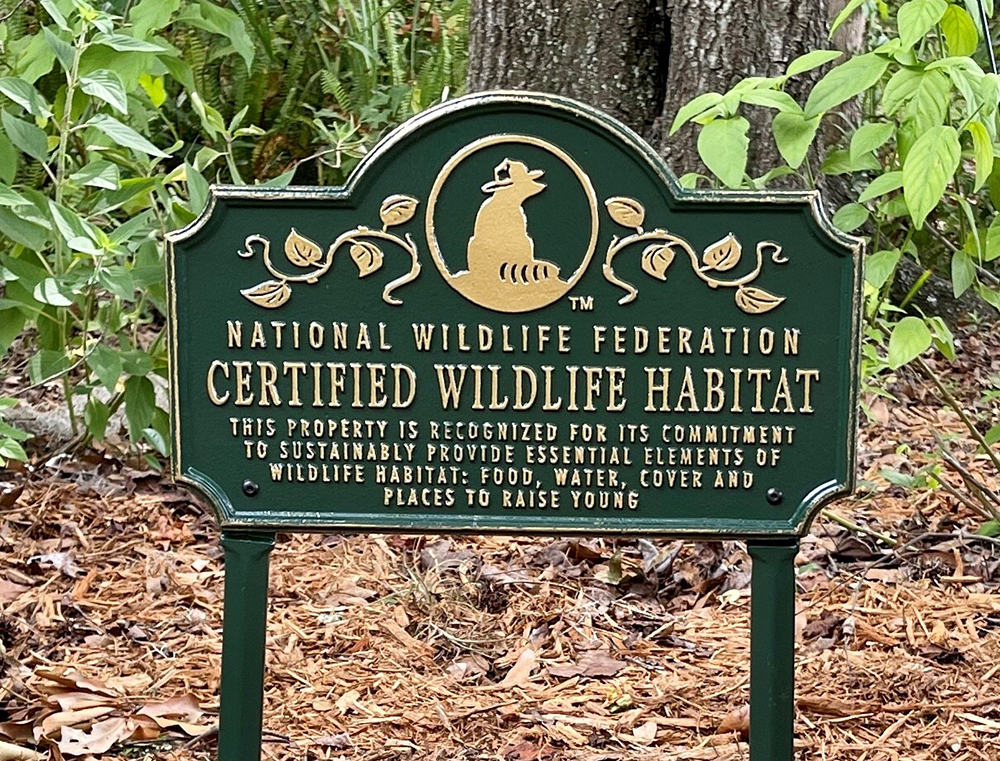 TM
NATIONAL WILDLIFE FEDERATION
CERTIFIED WILDLIFE HABITAT
THIS PROPERTY IS RECOGNIZED FOR ITS COMMITMENT
TO SUSTAINABLY PROVIDE ESSENTIAL ELEMENTS OF
WILDLIFE HABITAT: FOOD, WATER, COVER AND
PLACES TO RAISE YOUNG